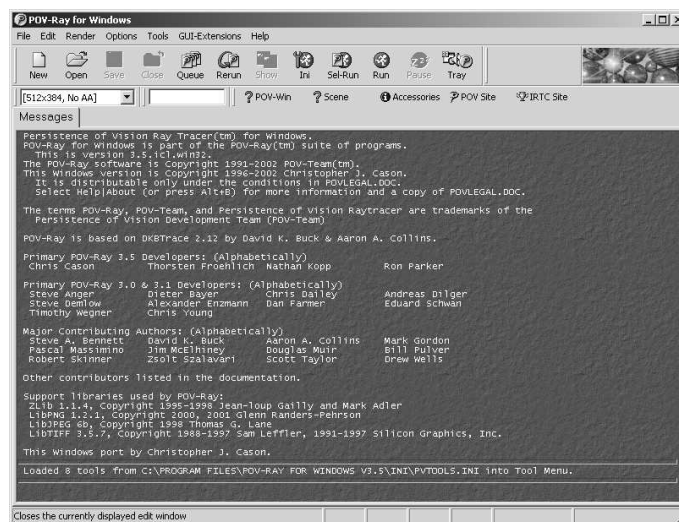 POV-Ray for Windows
File Edit Render Options Tools GUI-Extensions Help
New Open Save Close Queue Rerun Show Ini Sel-Run Run Pause Tray
[512x384, No AA] POV-Win Scene Accessories POV Site IRTC Site
Messages
Persistence of Vision Ray Tracer(tm) for Windows.
POV-Ray for Windows is part of the POV-Ray(tm) suite of programs.
This is version 3.5.icl.win32.
The POV-Ray software is Copyright 1991-2002 POV-Team(tm).
This Windows version is Copyright 1996-2002 Christopher J. Cason.
It is distributable only under the conditions in POVLEGAL.DOC.
Select Help|About (or press Alt+B) for more information and a copy of POVLEGAL.DOC.
The terms POV-Ray, POV-Team, and Persistence of Vision Raytracer are trademarks of the
Persistence of Vision Development Team (POV-Team)
POV-Ray is based on DKBTrace 2.12 by David K. Buck & Aaron A. Collins.
Primary POV-Ray 3.5 Developers: (Alphabetically)
Chris Cason Thorsten Froehlich Nathan Kopp Ron Parker
Primary POV-Ray 3.0 & 3.1 Developers: (Alphabetically)
Steve Anger Dieter Bayer Chris Dailey Andreas Dilger
Steve Demlow Alexander Enzmann Dan Farmer Eduard Schwan
Timothy Wegner Chris Young
Major Contributing Authors: (Alphabetically)
Steve A. Bennett David K. Buck Aaron A. Collins Mark Gordon
Pascal Massimino Jim McElhiney Douglas Muir Bill Pulver
Robert Skinner Zsolt Szalavari Scott Taylor Drew Wells
Other contributors listed in the documentation.
Support libraries used by POV-Ray:
ZLib 1.1.4, Copyright 1995-1998 Jean-loup Gailly and Mark Adler
LibPNG 1.2.1, Copyright 2000, 2001 Glenn Randers-Pehrson
LibJPEG 6b, Copyright 1998 Thomas G. Lane
LibTIFF 3.5.7, Copyright 1988-1997 Sam Leffler, 1991-1997 Silicon Graphics, Inc.
This Windows port by Christopher J. Cason.
Loaded 8 tools from C:\PROGRAM FILES\POV-RAY FOR WINDOWS V3.5\INI\PVTOOLS.INI into Tool Menu.
Closes the currently displayed edit window